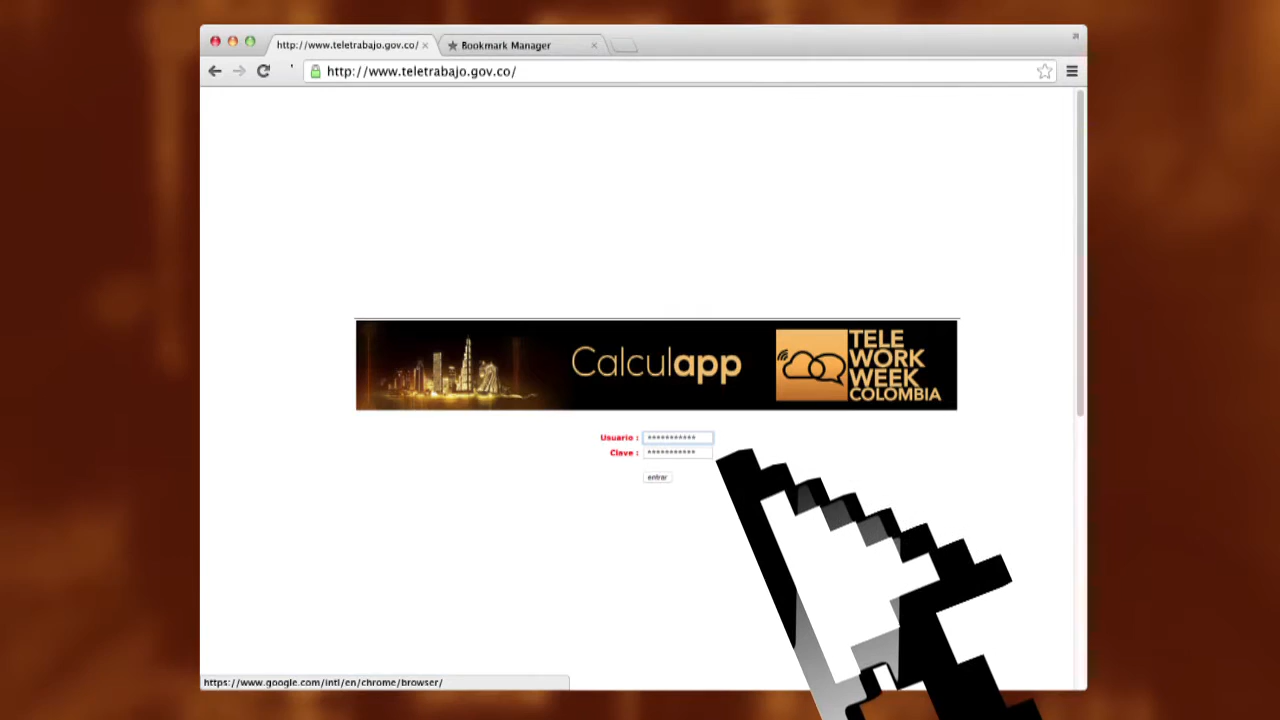 http://www.teletrabajo.gov.co/
Bookmark Manager
http://www.teletrabajo.gov.co/
Calculapp
TELE
WORK
WEEK
COLOMBIA
Usuario : ***********
Clave : ***********
entrar
https://www.google.com/intl/en/chrome/browser/